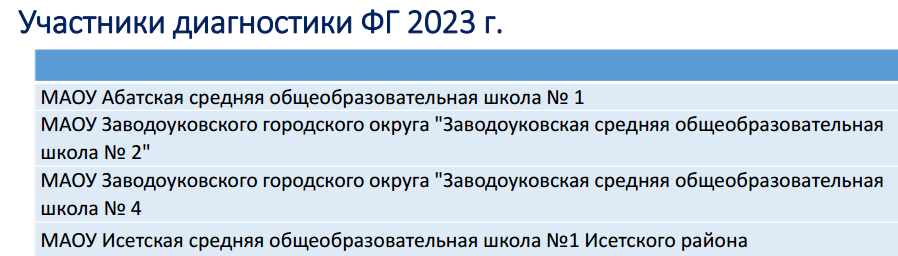 Участники диагностики ФГ 2023 г.
МАОУ Абатская средняя общеобразовательная школа № 1
МАОУ Заводоуковского городского округа "Заводоуковская средняя общеобразовательная
школа № 2"
МАОУ Заводоуковского городского округа "Заводоуковская средняя общеобразовательная
школа № 4
МАОУ Исетская средняя общеобразовательная школа №1 Исетского района